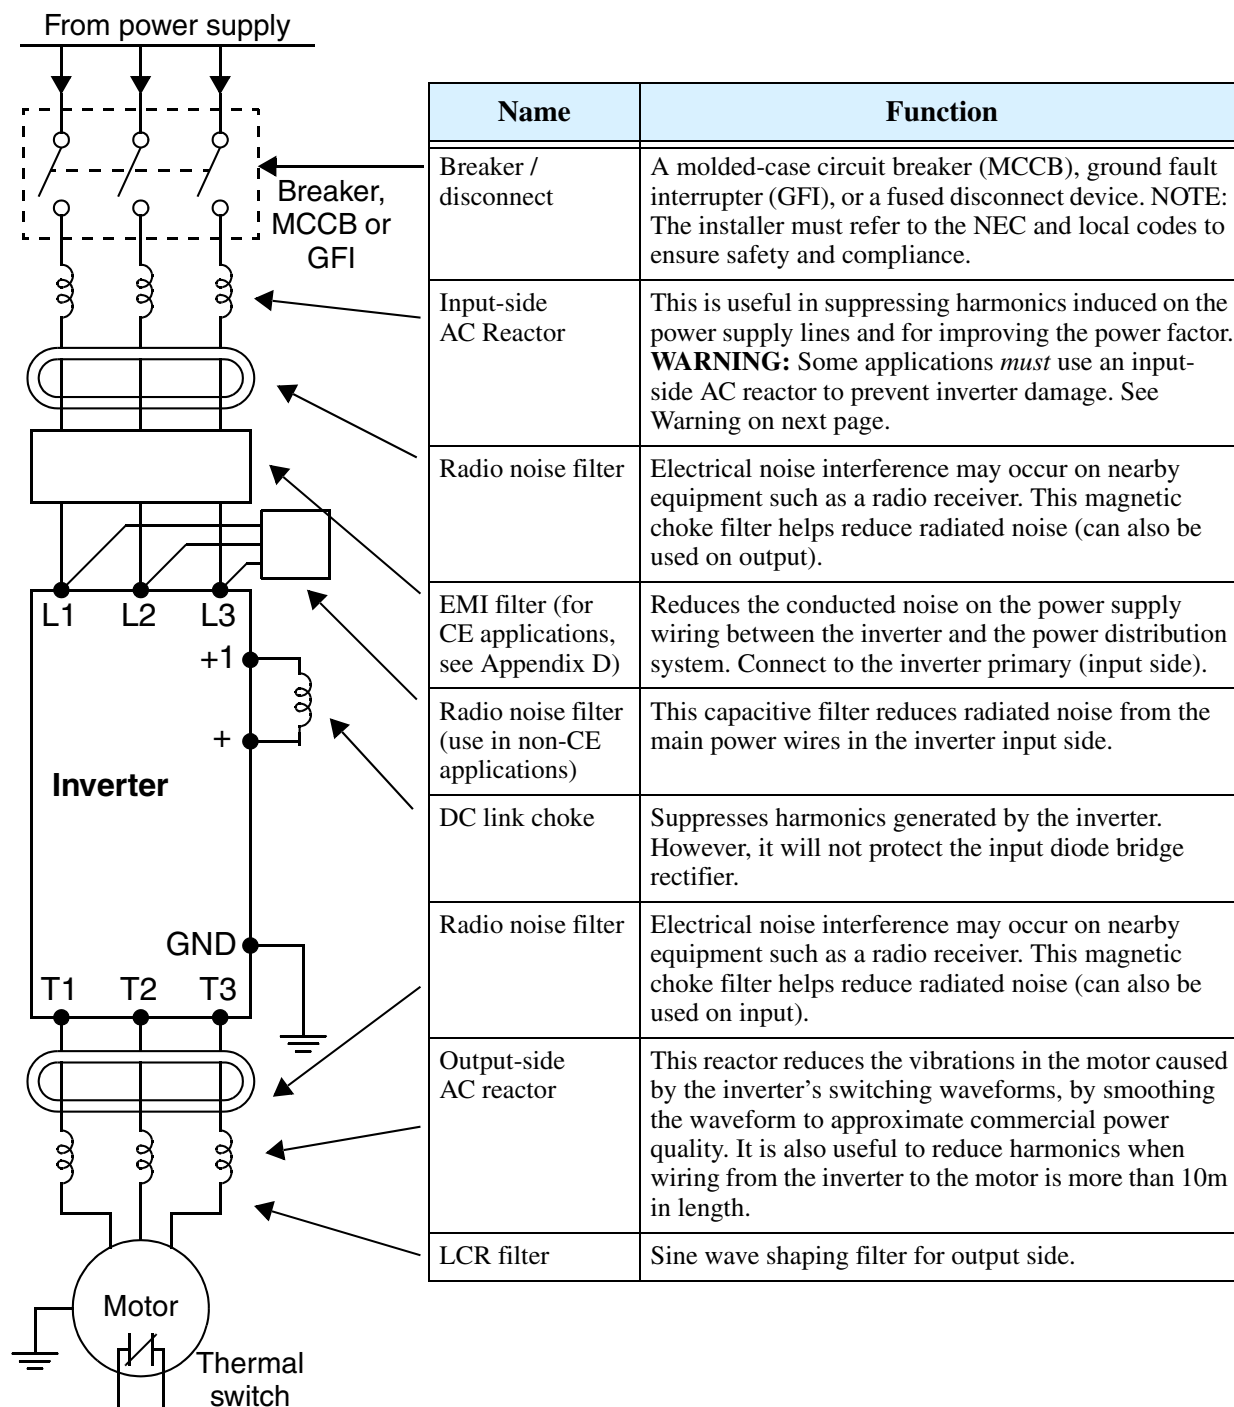 From power supply
Breaker,
MCCB or
GFI
L1 L2 L3
+1
+
Inverter
GND
T1 T2 T3
Motor
Thermal
switch
Name Function
Breaker /
disconnect
A molded-case circuit breaker (MCCB), ground fault
interrupter (GFI), or a fused disconnect device. NOTE:
The installer must refer to the NEC and local codes to
ensure safety and compliance.
Input-side
AC Reactor
This is useful in suppressing harmonics induced on the
power supply lines and for improving the power factor.
WARNING: Some applications must use an input-
side AC reactor to prevent inverter damage. See
Warning on next page.
Radio noise filter
Electrical noise interference may occur on nearby
equipment such as a radio receiver. This magnetic
choke filter helps reduce radiated noise (can also be
used on output).
EMI filter (for
CE applications,
see Appendix D)
Reduces the conducted noise on the power supply
wiring between the inverter and the power distribution
system. Connect to the inverter primary (input side).
Radio noise filter
(use in non-CE
applications)
This capacitive filter reduces radiated noise from the
main power wires in the inverter input side.
DC link choke
Suppresses harmonics generated by the inverter.
However, it will not protect the input diode bridge
rectifier.
Radio noise filter
Electrical noise interference may occur on nearby
equipment such as a radio receiver. This magnetic
choke filter helps reduce radiated noise (can also be
used on input).
Output-side
AC reactor
This reactor reduces the vibrations in the motor caused
by the inverter’s switching waveforms, by smoothing
the waveform to approximate commercial power
quality. It is also useful to reduce harmonics when
wiring from the inverter to the motor is more than 10m
in length.
LCR filter
Sine wave shaping filter for output side.